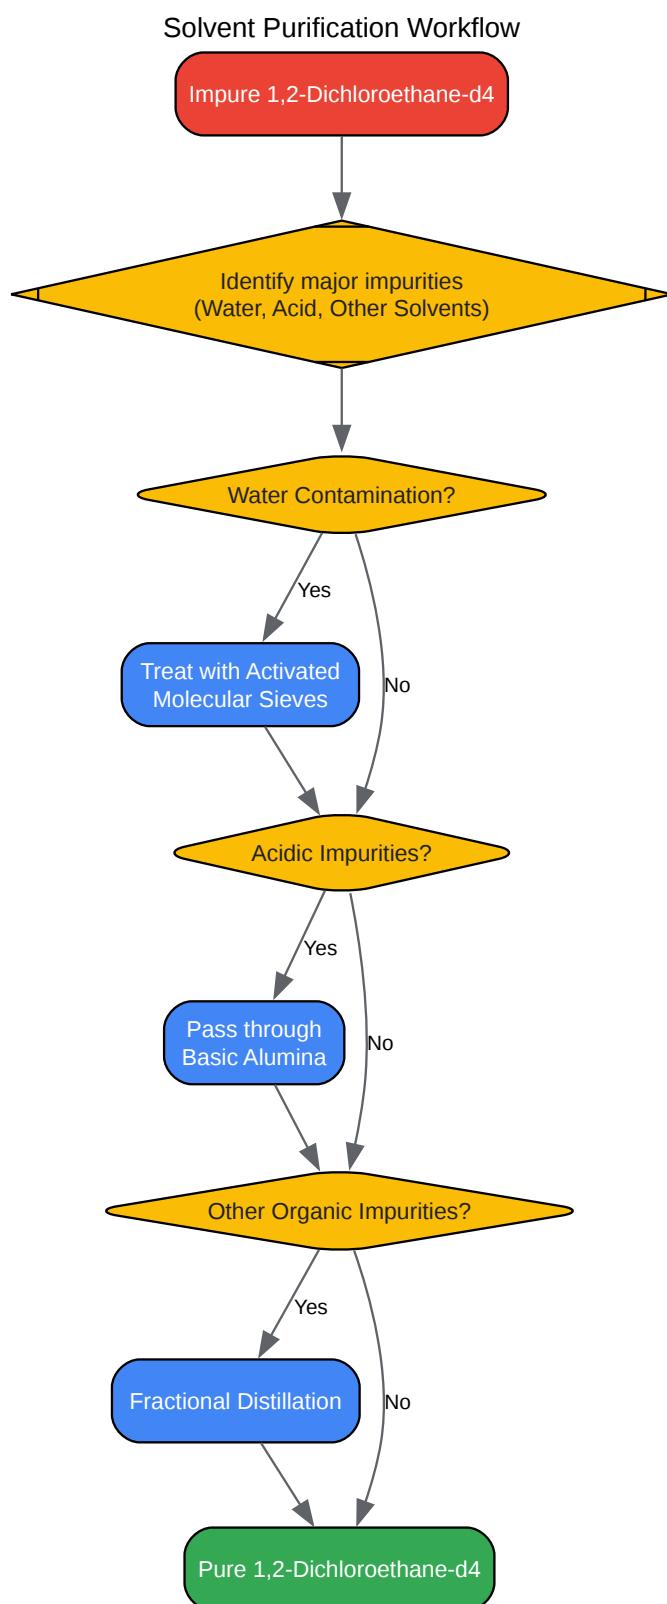 Solvent Purification Workflow
Impure 1,2-Dichloroethane-d4
Identify major impurities
(Water, Acid, Other Solvents)
Water Contamination?
Yes
Treat with Activated
Molecular Sieves
No
Acidic Impurities?
Yes
Pass through
Basic Alumina
No
Other Organic Impurities?
Yes
Fractional Distillation
No
Pure 1,2-Dichloroethane-d4